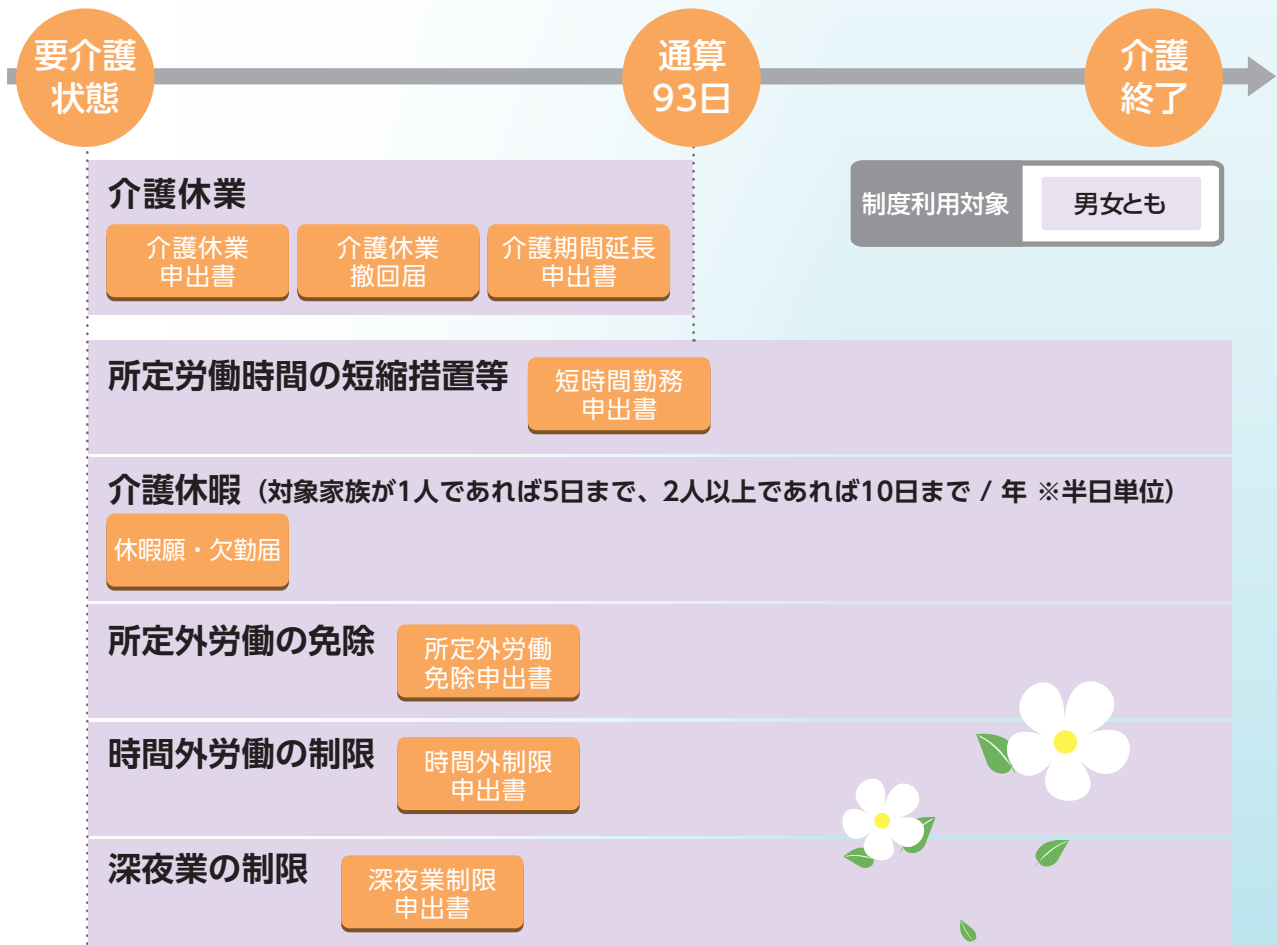 要介護
状態
通算
93日
介護
終了
介護休業
介護休業
申出書
介護休業
撤回届
介護期間延長
申出書
制度利用対象
男女とも
所定労働時間の短縮措置等
短時間勤務
申出書
介護休暇（対象家族が1人であれば5日まで、2人以上であれば10日まで / 年 ※半日単位）
休暇願・欠勤届
所定外労働の免除
所定外労働
免除申出書
時間外労働の制限
時間外制限
申出書
深夜業の制限
深夜業制限
申出書